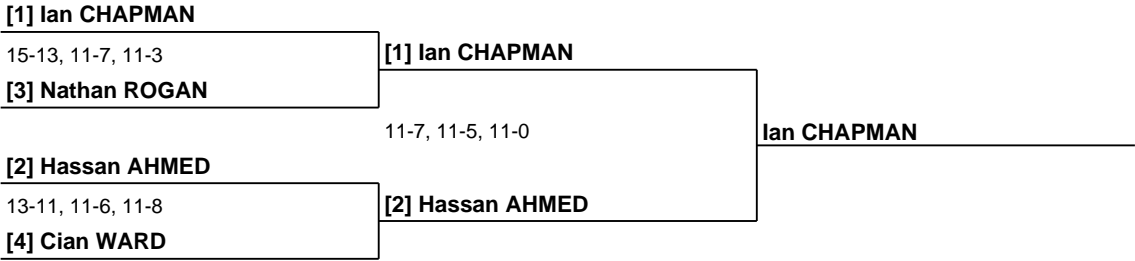 [1] Ian CHAPMAN
15-13, 11-7, 11-3
[1] Ian CHAPMAN
[3] Nathan ROGAN
11-7, 11-5, 11-0
Ian CHAPMAN
[2] Hassan AHMED
13-11, 11-6, 11-8
[2] Hassan AHMED
[4] Cian WARD